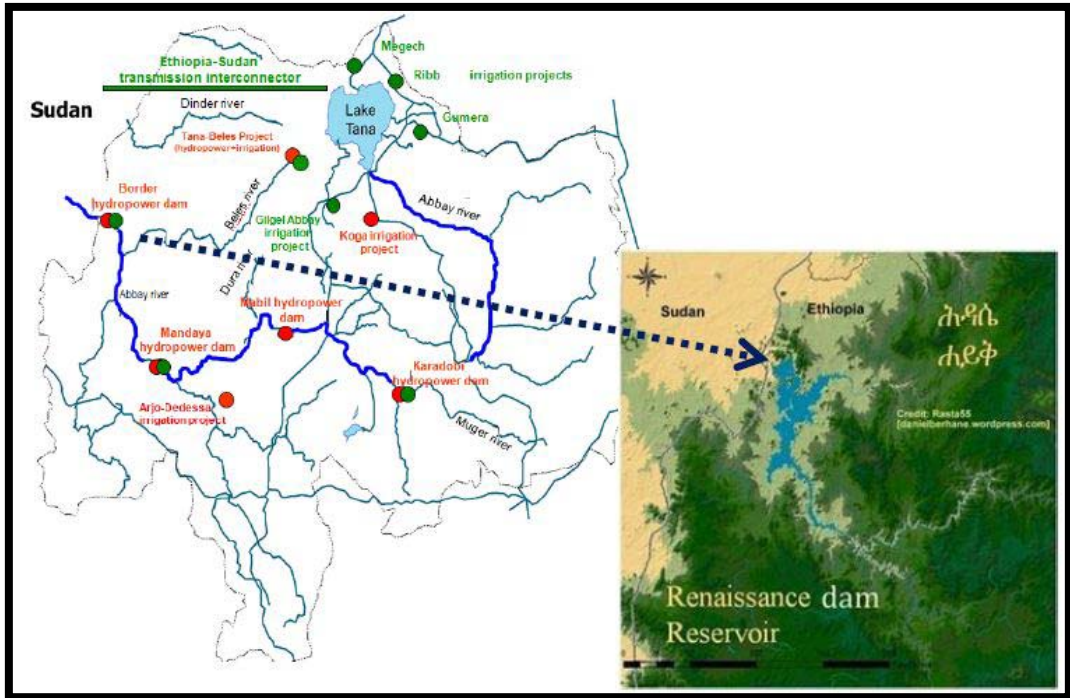 Ethiopia-Sudan
transmission interconnector
Megech
Ribb
irrigation projects
Gumera
Sudan
Dinder river
Lake
Tana
Tana-Beles Project
(hydropower+irrigation)
Border
hydropower dam
Beles river
Abbay river
Gilgel Abbay
irrigation
project
Koga irrigation
project
Dura river
Abbay river
Mabil hydropower
dam
Mandaya
hydropower dam
Karadobi
hydropower dam
Arjo-Dedessa
irrigation project
Muger river
Sudan
Ethiopia
ሕዳሴ
ሐይቅ
Credit: Rasta55
[danielberhane.wordpress.com]
Renaissance dam
Reservoir